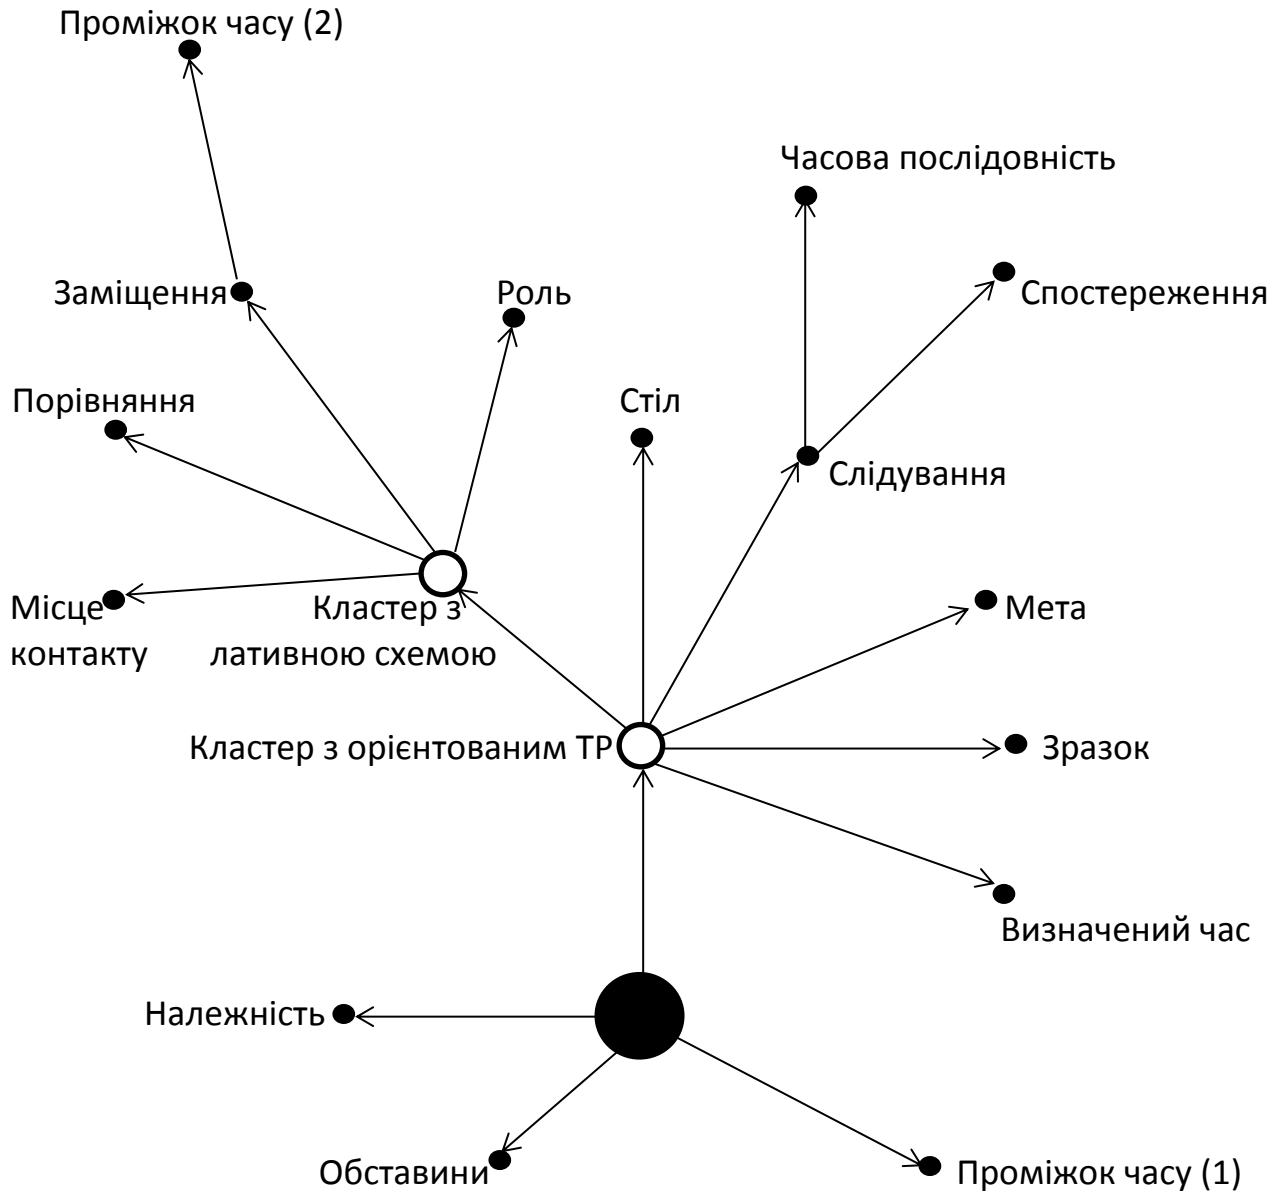 Проміжок часу (2)
Часова послідовність
Заміщення
Роль
Спостереження
Порівняння
Стіл
Слідування
Місце
контакту
Кластер з
лативною схемою
Мета
Кластер з орієнтованим ТР
Зразок
Визначений час
Належність
Обставини
Проміжок часу (1)